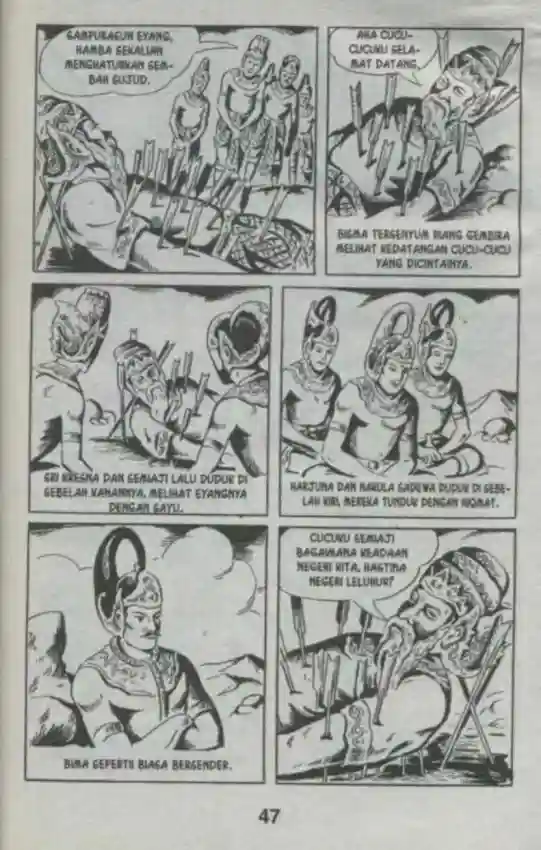 SAMPURASUN EYANG,
HAMBA SEKALIAN
MENGHATURKAN SEM-
BAH SUJUD.
AHA CUCU-
CUCUKU SELA-
MAT DATANG.
BISMA TERSENYUM RIANG GEMBIRA
MELIHAT KEDATANGAN CUCU-CUCU
YANG DICINTAINYA.
SRI KRESNA DAN SEMIAJI LALU DUDUK DI
SEBELAH KANANNYA, MELIHAT EYANGNYA
DENGAN SAYU.
HARJUNA DAN NAKULA SADEWA DUDUK DI SEBE-
LAH KIRI, MEREKA TUNDUK DENGAN HIQMAT.
BIMA SEPERTI BIASA BERSENDER.
CUCUKU SEMIAJI
BAGAIMANA KEADAAN
NEGERI KITA, HASTINA
NEGERI LELUHUR?
47